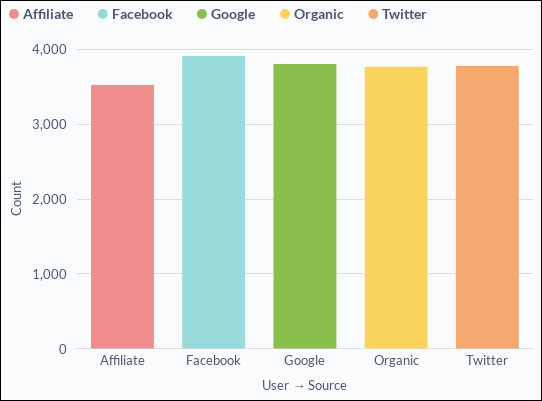 Affiliate Facebook Google Organic Twitter
4,000
3,000
2,000
1,000
0
Count
Affiliate Facebook Google Organic Twitter
User → Source